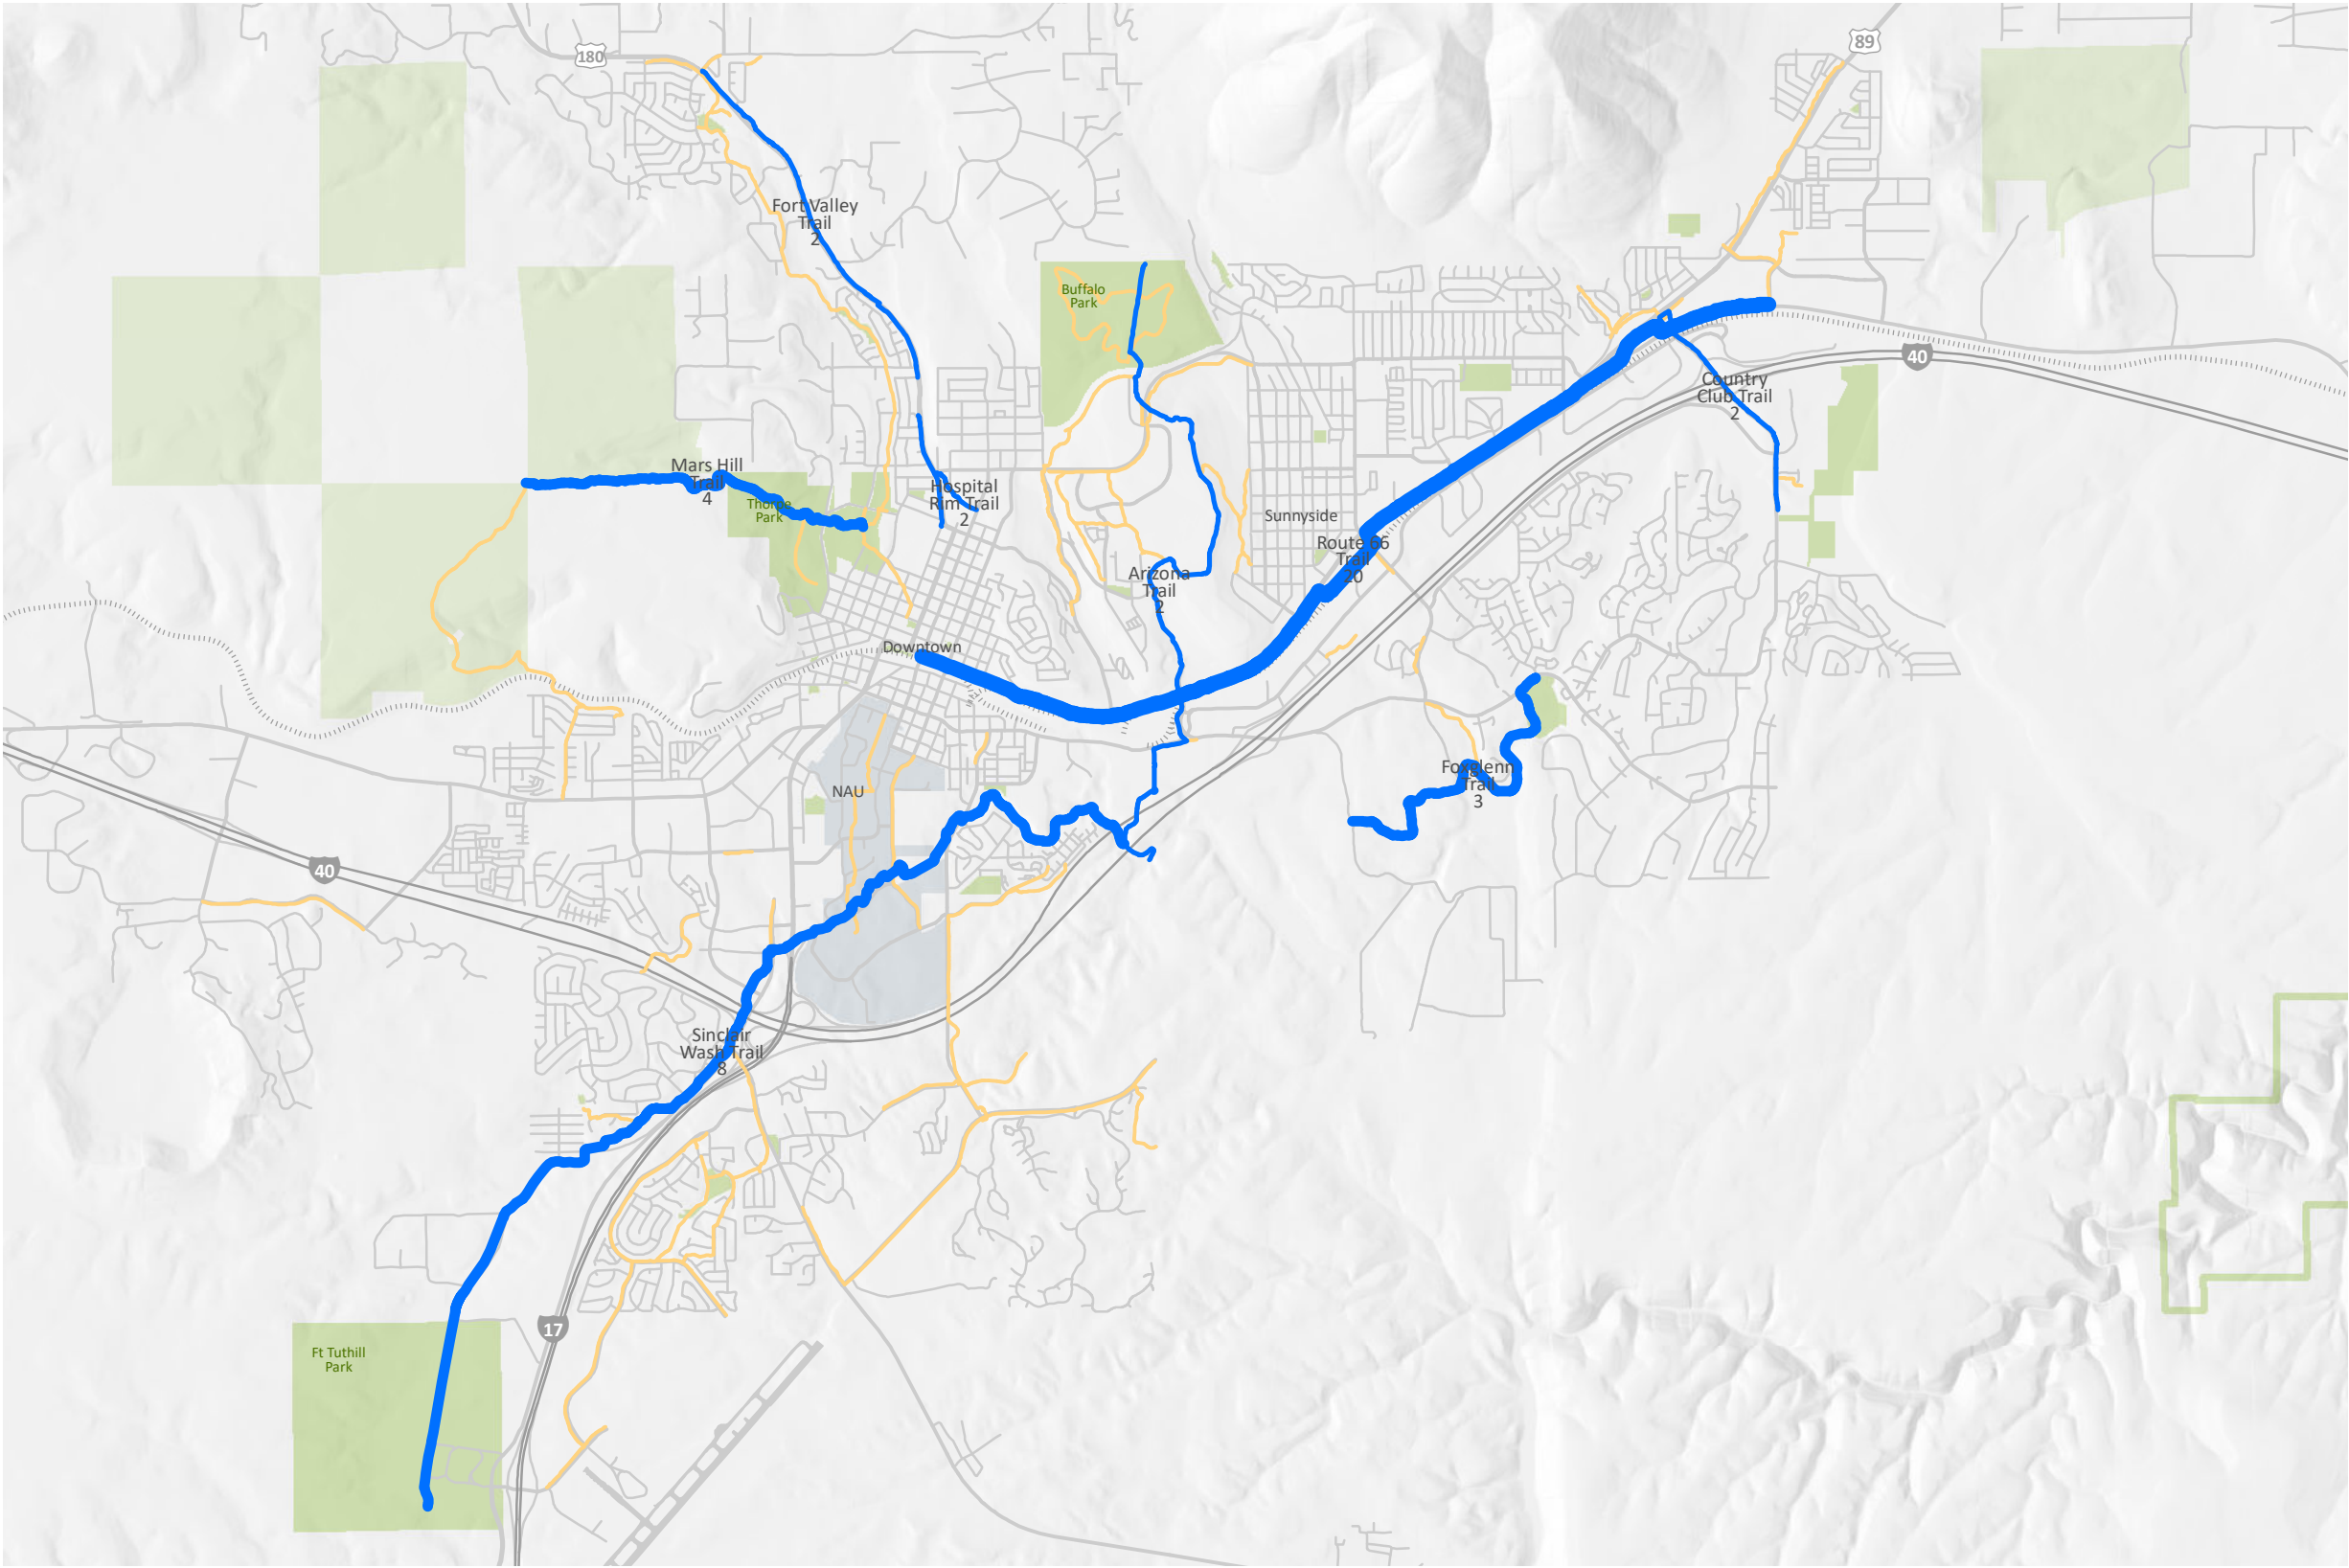 180
89
Fort Valley
Trail
2
Buffalo
Park
40
Country
Club Trail
2
Mars Hill
Trail
4
Thorpe
Park
Hospital
Rim Trail
2
Sunnyside
Route 66
Trail
20
Arizona
Trail
2
Downtown
NAU
Foxglenn
Trail
3
40
Sinclair
Wash Trail
8
17
Ft Tuthill
Park